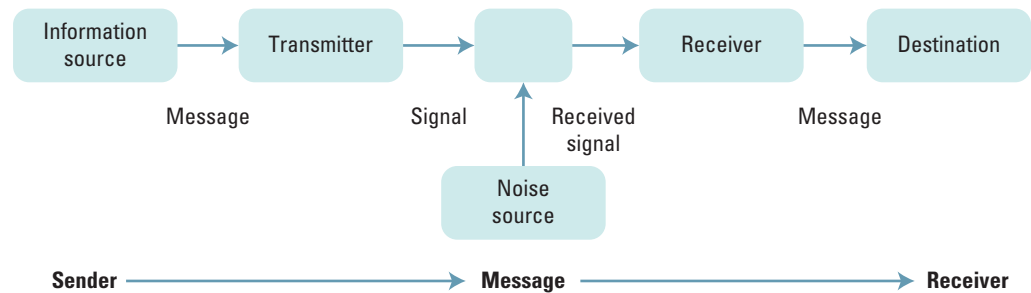 Information
source
Transmitter
Receiver
Destination
Message
Signal
Received
signal
Message
Noise
source
Sender
Message
Receiver